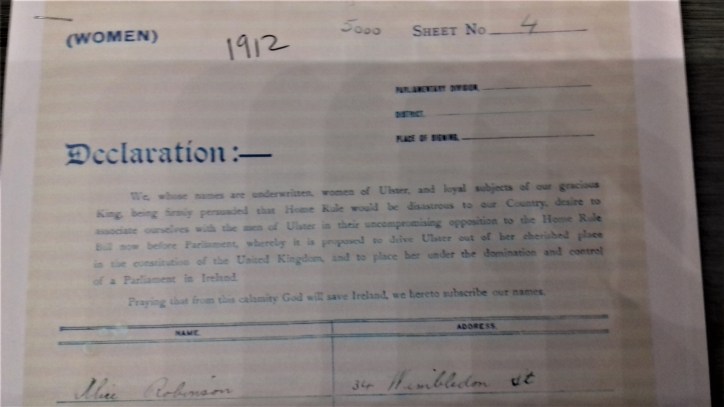 (WOMEN)
1912
5000 SHEET No 4
PARLIAMENTARY DIVISION,
DISTRICT,
PLACE OF SIGNING,
Declaration:—
We, whose names are underwritten, women of Ulster, and loyal subjects of our gracious
King, being firmly persuaded that Home Rule would be disastrous to our Country, desire to
associate ourselves with the men of Ulster in their uncompromising opposition to the Home Rule
Bill now before Parliament, whereby it is proposed to drive Ulster out of her cherished place
in the constitution of the United Kingdom, and to place her under the domination and control
of a Parliament in Ireland.
Praying that from this calamity God will save Ireland, we hereto subscribe our names.
NAME. ADDRESS.
Alice Robinson 34 Wimbledon St